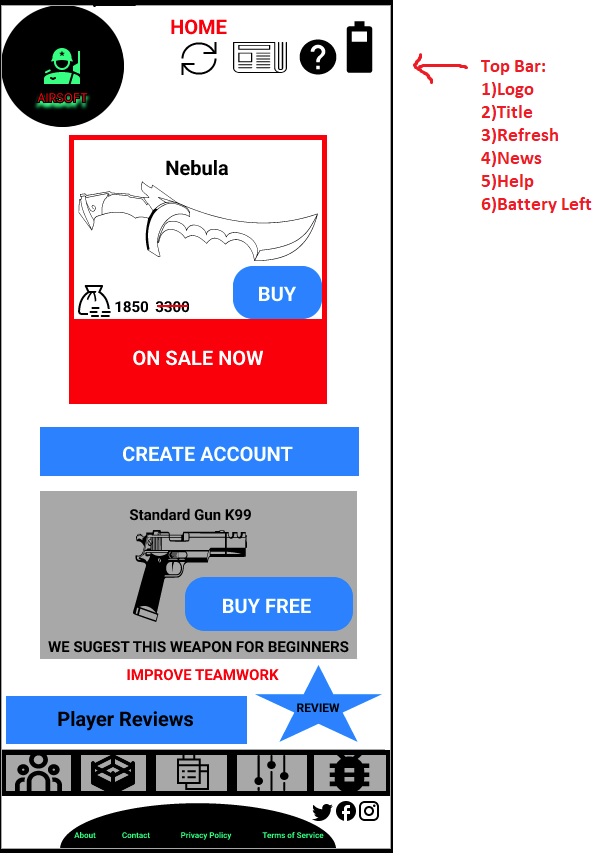 HOME
AIRSOFT
?
Top Bar:
1)Logo
2)Title
3)Refresh
4)News
5)Help
6)Battery Left
Nebula
1850 3300
BUY
ON SALE NOW
CREATE ACCOUNT
Standard Gun K99
BUY FREE
WE SUGEST THIS WEAPON FOR BEGINNERS
IMPROVE TEAMWORK
Player Reviews
REVIEW
About Contact Privacy Policy Terms of Service